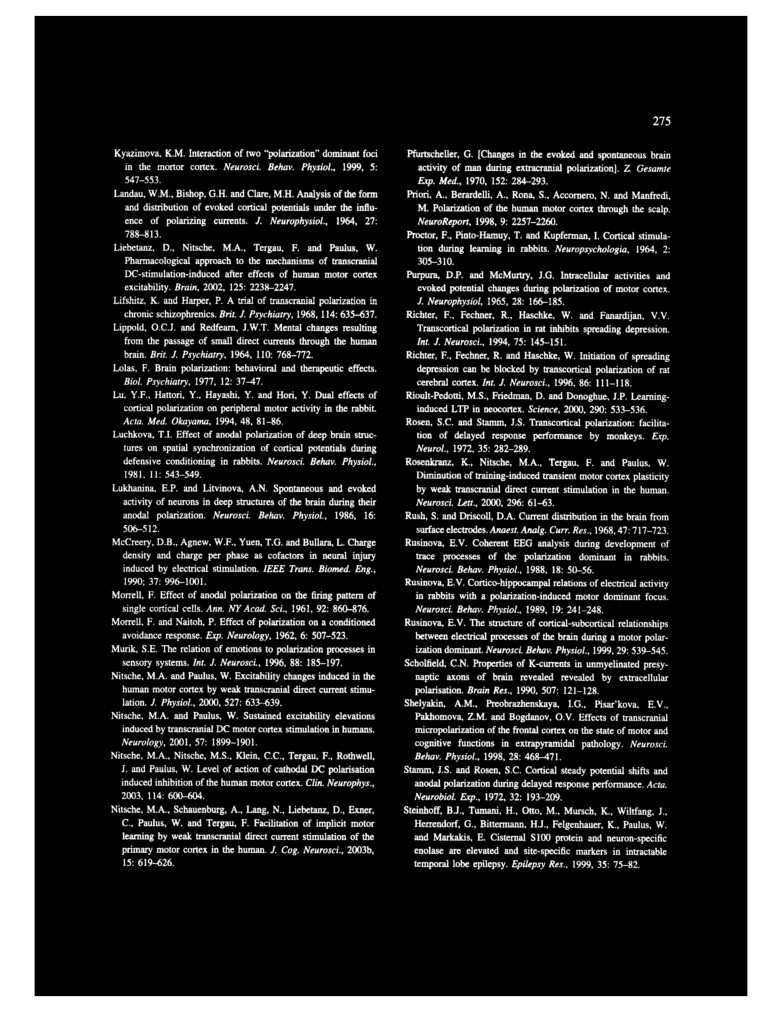 275
Kyazimova, K.M. Interaction of two "polarization" dominant foci
in the mortor cortex. Neurosci. Behav. Physiol., 1999, 5:
547–553.
Landau, W.M., Bishop, G.H. and Clare, M.H. Analysis of the form
and distribution of evoked cortical potentials under the influ-
ence of polarizing currents. J. Neurophysiol., 1964, 27:
788–813.
Liebetanz, D., Nitsche, M.A., Tergau, F. and Paulus, W.
Pharmacological approach to the mechanisms of transcranial
DC-stimulation-induced after effects of human motor cortex
excitability. Brain, 2002, 125: 2238–2247.
Lifshitz, K. and Harper, P. A trial of transcranial polarization in
chronic schizophrenics. Brit. J. Psychiatry, 1968, 114: 635–637.
Lippold, O.C.J. and Redfearn, J.W.T. Mental changes resulting
from the passage of small direct currents through the human
brain. Brit. J. Psychiatry, 1964, 110: 768–772.
Lolas, F. Brain polarization: behavioral and therapeutic effects.
Biol. Psychiatry, 1977, 12: 37–47.
Lu, Y.F., Hattori, Y., Hayashi, Y. and Hori, Y. Dual effects of
cortical polarization on peripheral motor activity in the rabbit.
Acta. Med. Okayama, 1994, 48, 81–86.
Luchkova, T.I. Effect of anodal polarization of deep brain struc-
tures on spatial synchronization of cortical potentials during
defensive conditioning in rabbits. Neurosci. Behav. Physiol.,
1981, 11: 543–549.
Lukhanina, E.P. and Litvinova, A.N. Spontaneous and evoked
activity of neurons in deep structures of the brain during their
anodal polarization. Neurosci. Behav. Physiol., 1986, 16:
506–512.
McCreery, D.B., Agnew, W.F., Yuen, T.G. and Bullara, L. Charge
density and charge per phase as cofactors in neural injury
induced by electrical stimulation. IEEE Trans. Biomed. Eng.,
1990; 37: 996–1001.
Morrell, F. Effect of anodal polarization on the firing pattern of
single cortical cells. Ann. NY Acad. Sci., 1961, 92: 860–876.
Morrell, F. and Naitoh, P. Effect of polarization on a conditioned
avoidance response. Exp. Neurology, 1962, 6: 507–523.
Murik, S.E. The relation of emotions to polarization processes in
sensory systems. Int. J. Neurosci., 1996, 88: 185–197.
Nitsche, M.A. and Paulus, W. Excitability changes induced in the
human motor cortex by weak transcranial direct current stimu-
lation. J. Physiol., 2000, 527: 633–639.
Nitsche, M.A. and Paulus, W. Sustained excitability elevations
induced by transcranial DC motor cortex stimulation in humans.
Neurology, 2001, 57: 1899–1901.
Nitsche, M.A., Nitsche, M.S., Klein, C.C., Tergau, F., Rothwell,
J. and Paulus, W. Level of action of cathodal DC polarisation
induced inhibition of the human motor cortex. Clin. Neurophys.,
2003, 114: 600–604.
Nitsche, M.A., Schauenburg, A., Lang, N., Liebetanz, D., Exner,
C., Paulus, W. and Tergau, F. Facilitation of implicit motor
learning by weak transcranial direct current stimulation of the
primary motor cortex in the human. J. Cog. Neurosci., 2003b,
15: 619–626.
Pfurtscheller, G. [Changes in the evoked and spontaneous brain
activity of man during extracranial polarization]. Z. Gesamte
Exp. Med., 1970, 152: 284–293.
Priori, A., Berardelli, A., Rona, S., Accornero, N. and Manfredi,
M. Polarization of the human motor cortex through the scalp.
NeuroReport, 1998, 9: 2257–2260.
Proctor, F., Pinto-Hamuy, T. and Kupferman, I. Cortical stimula-
tion during learning in rabbits. Neuropsychologia, 1964, 2:
305–310.
Purpura, D.P. and McMurtry, J.G. Intracellular activities and
evoked potential changes during polarization of motor cortex.
J. Neurophysiol, 1965, 28: 166–185.
Richter, F., Fechner, R., Haschke, W. and Fanardijan, V.V.
Transcortical polarization in rat inhibits spreading depression.
Int. J. Neurosci., 1994, 75: 145–151.
Richter, F., Fechner, R. and Haschke, W. Initiation of spreading
depression can be blocked by transcortical polarization of rat
cerebral cortex. Int. J. Neurosci., 1996, 86: 111–118.
Rioult-Pedotti, M.S., Friedman, D. and Donoghue, J.P. Learning-
induced LTP in neocortex. Science, 2000, 290: 533–536.
Rosen, S.C. and Stamm, J.S. Transcortical polarization: facilita-
tion of delayed response performance by monkeys. Exp.
Neurol., 1972, 35: 282–289.
Rosenkranz, K., Nitsche, M.A., Tergau, F. and Paulus, W.
Diminution of training-induced transient motor cortex plasticity
by weak transcranial direct current stimulation in the human.
Neurosci. Lett., 2000, 296: 61–63.
Rush, S. and Driscoll, D.A. Current distribution in the brain from
surface electrodes. Anaest. Analg. Curr. Res., 1968, 47: 717–723.
Rusinova, E.V. Coherent EEG analysis during development of
trace processes of the polarization dominant in rabbits.
Neurosci. Behav. Physiol., 1988, 18: 50–56.
Rusinova, E.V. Cortico-hippocampal relations of electrical activity
in rabbits with a polarization-induced motor dominant focus.
Neurosci. Behav. Physiol., 1989, 19: 241–248.
Rusinova, E.V. The structure of cortical-subcortical relationships
between electrical processes of the brain during a motor polar-
ization dominant. Neurosci. Behav. Physiol., 1999, 29: 539–545.
Scholfield, C.N. Properties of K-currents in unmyelinated presy-
naptic axons of brain revealed revealed by extracellular
polarisation. Brain Res., 1990, 507: 121–128.
Shelyakin, A.M., Preobrazhenskaya, I.G., Pisar'kova, E.V.,
Pakhomova, Z.M. and Bogdanov, O.V. Effects of transcranial
micropolarization of the frontal cortex on the state of motor and
cognitive functions in extrapyramidal pathology. Neurosci.
Behav. Physiol., 1998, 28: 468–471.
Stamm, J.S. and Rosen, S.C. Cortical steady potential shifts and
anodal polarization during delayed response performance. Acta.
Neurobiol. Exp., 1972, 32: 193–209.
Steinhoff, B.J., Tumani, H., Otto, M., Mursch, K., Wiltfang, J.,
Herrendorf, G., Bittermann, H.J., Felgenhauer, K., Paulus, W.
and Markakis, E. Cisternal S100 protein and neuron-specific
enolase are elevated and site-specific markers in intractable
temporal lobe epilepsy. Epilepsy Res., 1999, 35: 75–82.